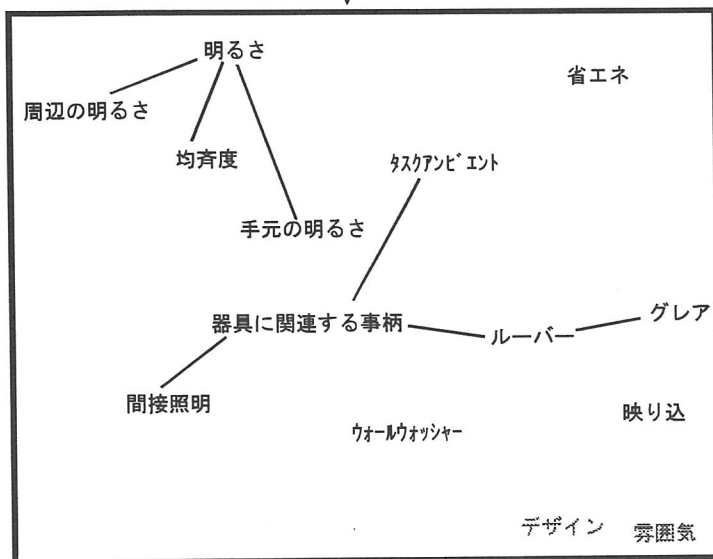 明るさ
省エネ
周辺の明るさ
均斉度
タスクアンビエント
手元の明るさ
器具に関連する事柄
ルーバー
グレア
間接照明
ウォールウォッシャー
映り込
デザイン
雰囲気